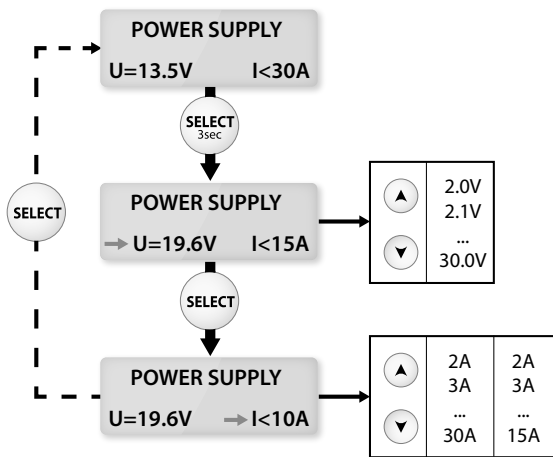 POWER SUPPLY
U=13.5V I<30A
SELECT
3sec
SELECT
POWER SUPPLY
U=19.6V I<15A
2.0V
2.1V
...
30.0V
SELECT
POWER SUPPLY
U=19.6V I<10A
2A 2A
3A 3A
... ...
30A 15A